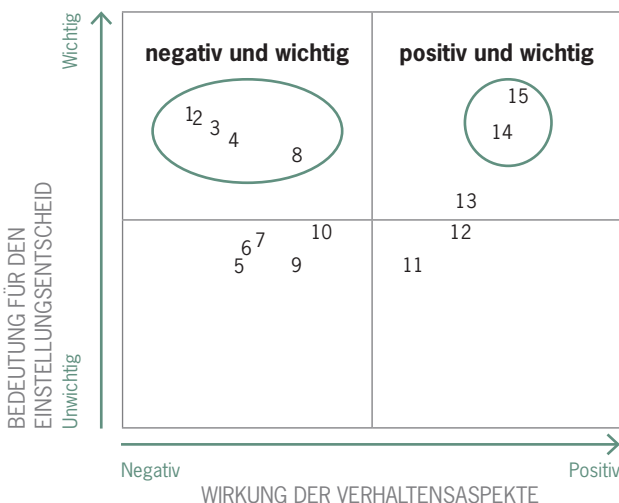 Wichtig
negativ und wichtig
positiv und wichtig
1
2
3
4
8
15
14
13
12
10
7
6
5
9
11
BEDEUTUNG FÜR DEN
EINSTELLUNGSENTSCHEID
Unwichtig
Negativ
Positiv
WIRKUNG DER VERHALTENSASPEKTE